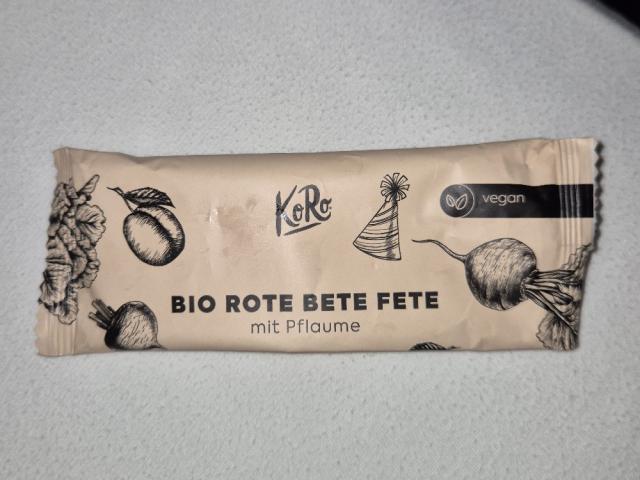 KoRo
vegan
BIO ROTE BETE FETE
mit Pflaume